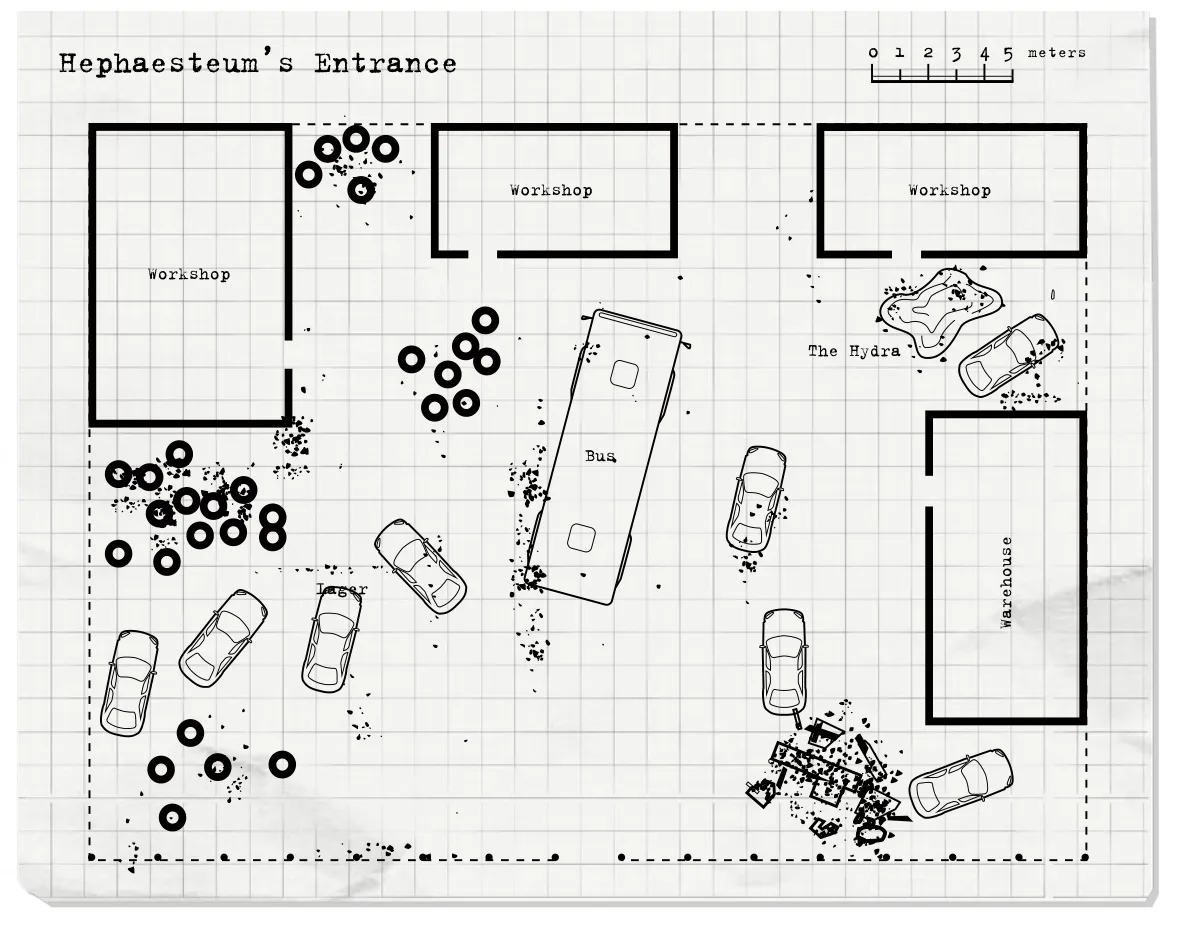 Hephaesteum's Entrance
0 1 2 3 4 5 meters
Workshop
Workshop
Workshop
The Hydra
Bus
Lager
Warehouse